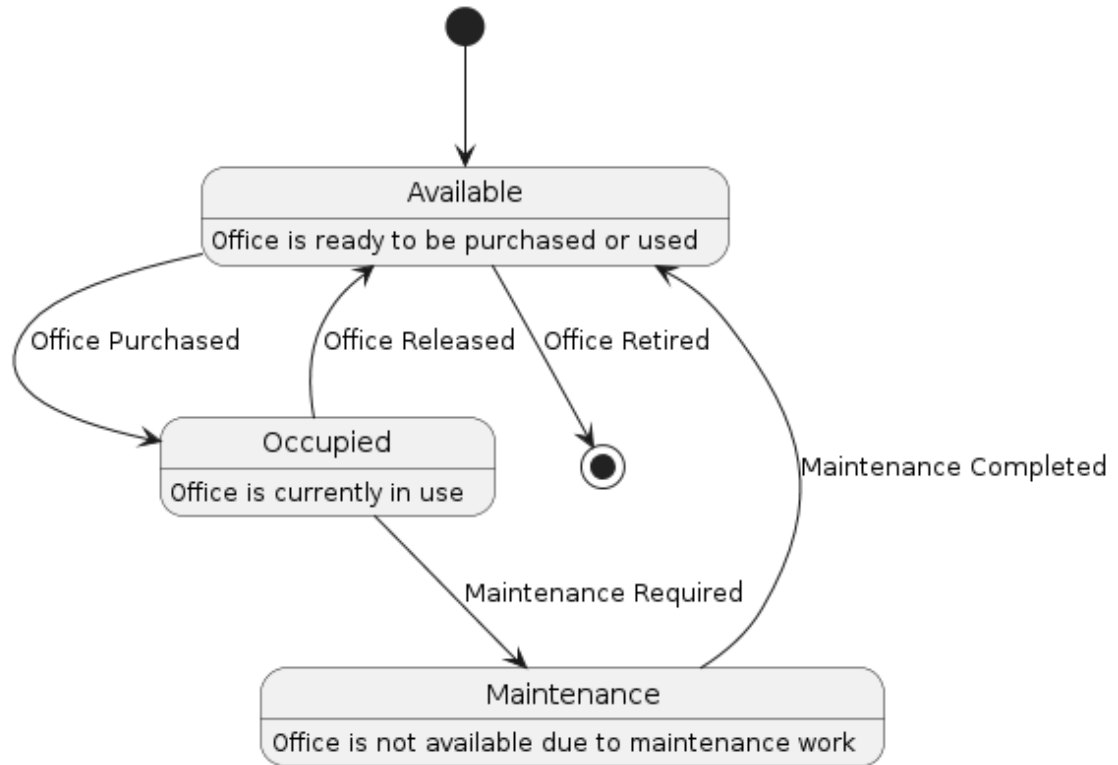 Available
Office is ready to be purchased or used
Office Purchased
Office Released
Office Retired
Occupied
Office is currently in use
Maintenance Completed
Maintenance Required
Maintenance
Office is not available due to maintenance work